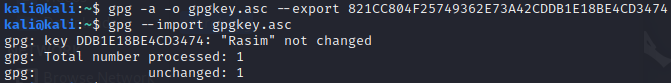 kali@kali:~$ gpg -a -o gpgkey.asc --export 821CC804F25749362E73A42CDDB1E18BE4CD3474
kali@kali:~$ gpg --import gpgkey.asc
gpg: key DDB1E18BE4CD3474: "Rasim" not changed
gpg: Total number processed: 1
gpg:              unchanged: 1